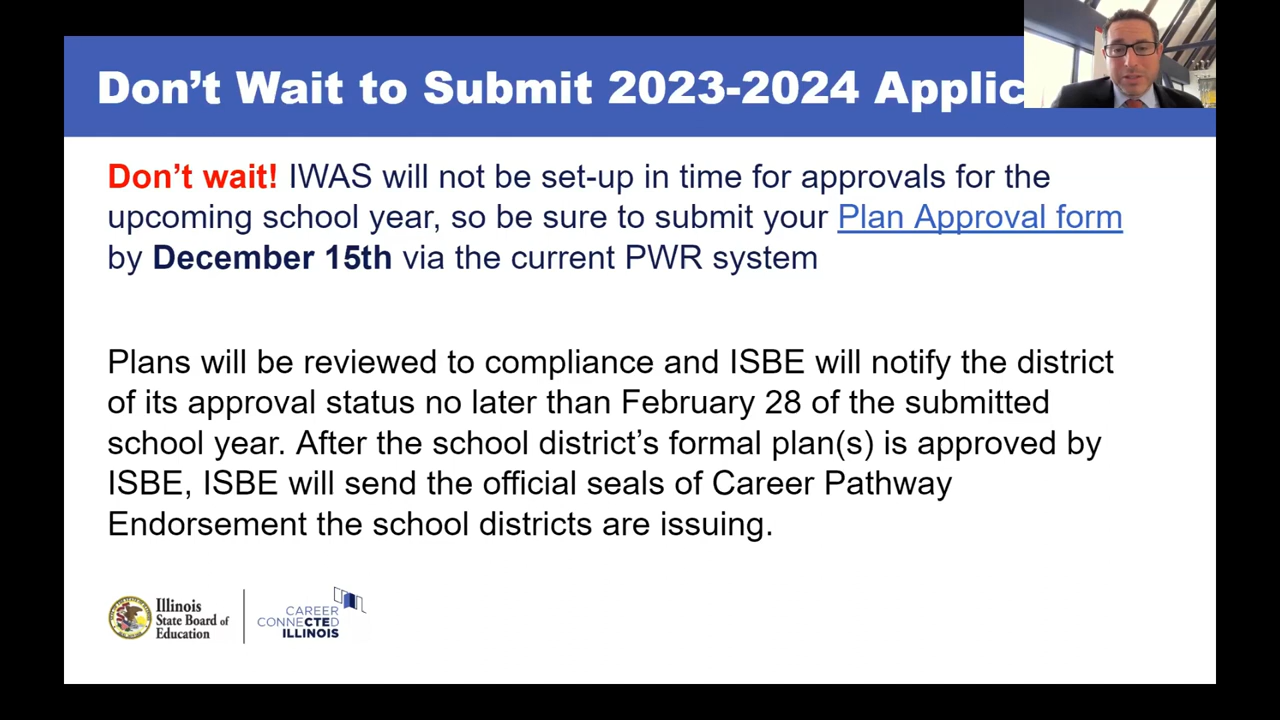 Don't Wait to Submit 2023-2024 Applic
Don't wait! IWAS will not be set-up in time for approvals for the
upcoming school year, so be sure to submit your Plan Approval form
by December 15th via the current PWR system
Plans will be reviewed to compliance and ISBE will notify the district
of its approval status no later than February 28 of the submitted
school year. After the school district's formal plan(s) is approved by
ISBE, ISBE will send the official seals of Career Pathway
Endorsement the school districts are issuing.
Illinois
State Board of
Education
CAREER
CONNECTED
ILLINOIS